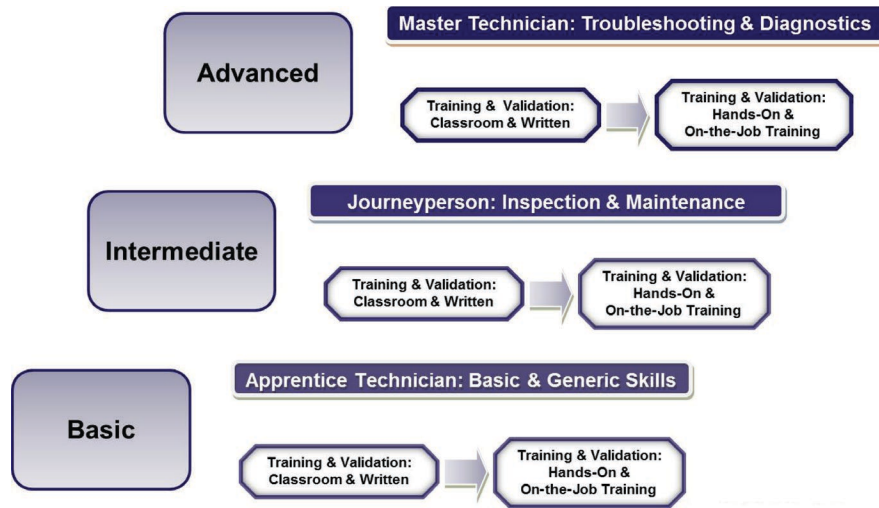 Advanced
Master Technician: Troubleshooting & Diagnostics
Training & Validation:
Classroom & Written
Training & Validation:
Hands-On &
On-the-Job Training
Intermediate
Journeyperson: Inspection & Maintenance
Training & Validation:
Classroom & Written
Training & Validation:
Hands-On &
On-the-Job Training
Basic
Apprentice Technician: Basic & Generic Skills
Training & Validation:
Classroom & Written
Training & Validation:
Hands-On &
On-the-Job Training